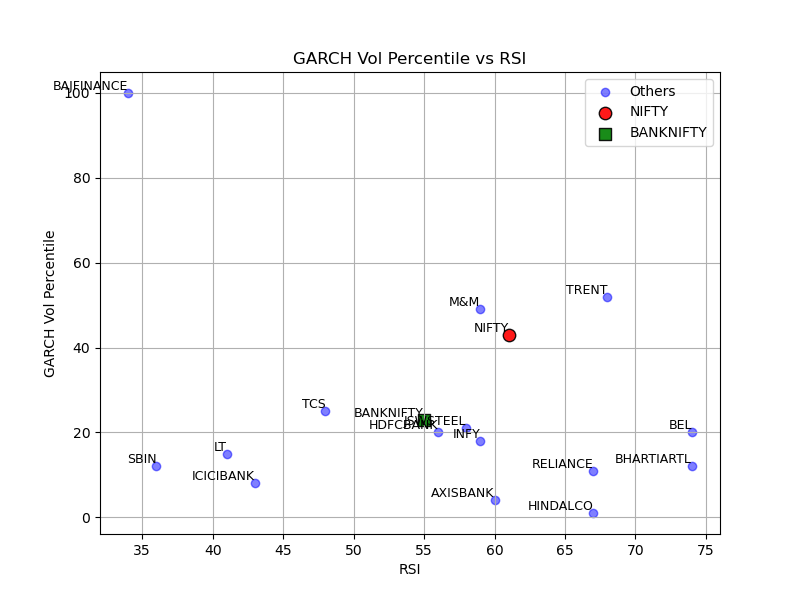 GARCH Vol Percentile vs RSI
BAJFINANCE
Others
NIFTY
BANKNIFTY
100
80
60
40
20
0
GARCH Vol Percentile
TRENT
M&M
NIFTY
TCS
BANKNIFTY
JSWSTEEL
HDFCBANK
INFY
BEL
LT
SBIN
ICICIBANK
RELIANCE
BHARTIARTL
AXISBANK
HINDALCO
35 40 45 50 55 60 65 70 75
RSI